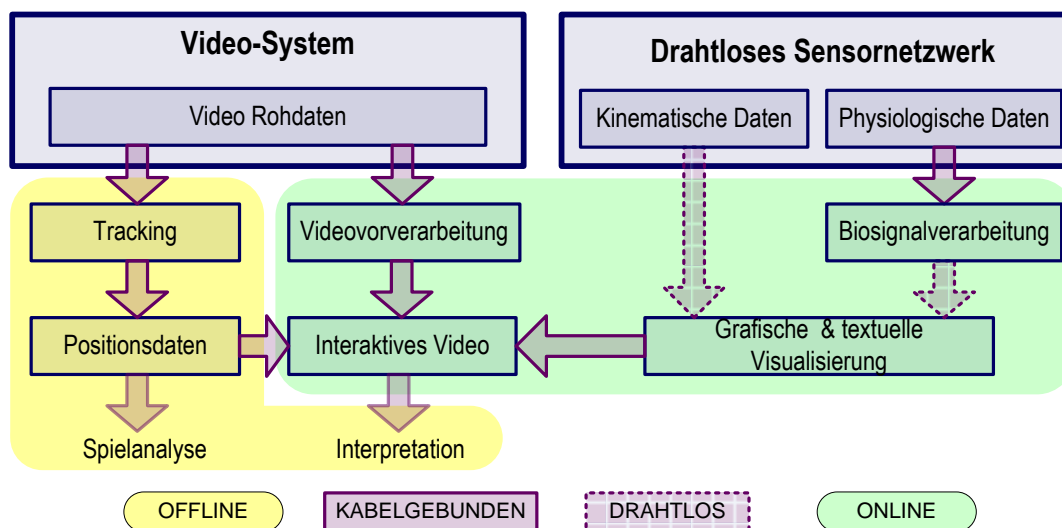 Video-System
Drahtloses Sensornetzwerk
Video Rohdaten
Kinematische Daten
Physiologische Daten
Tracking
Videovorverarbeitung
Biosignalverarbeitung
Positionsdaten
Interaktives Video
Grafische & textuelle
Visualisierung
Spielanalyse
Interpretation
OFFLINE
KABELGEBUNDEN
DRAHTLOS
ONLINE